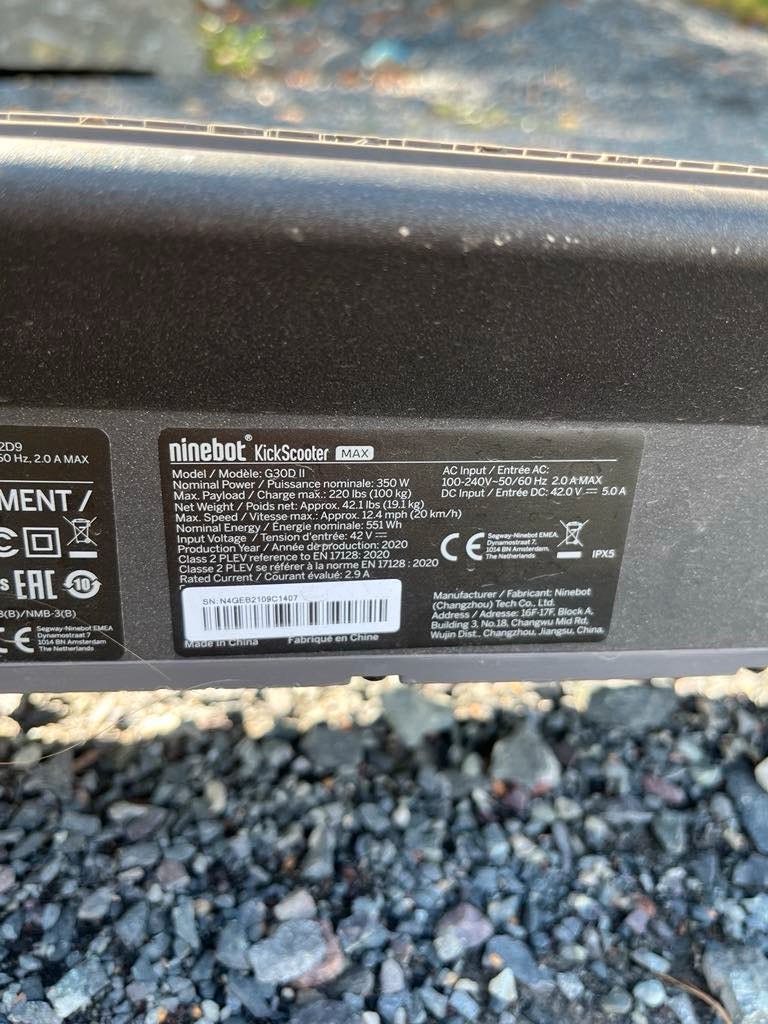 2D9
60 Hz, 2.0 A MAX
MENT /
EAC
10
3(B)/NMB-3(B)
CE
Segway-Ninebot EMEA
Dynamostraat 7
1014 BN Amsterdam
The Netherlands
ninebot® KickScooter MAX
Model / Modèle: G30D II
Nominal Power / Puissance nominale: 350 W
Max. Payload / Charge max.: 220 lbs (100 kg)
Net Weight / Poids net: Approx. 42.1 lbs (19.1 kg)
Max. Speed / Vitesse max.: Approx. 12.4 mph (20 km/h)
Nominal Energy / Énergie nominale: 551 Wh
Input Voltage / Tension d'entrée: 42 V
Production Year / Année de production: 2020
Class 2 PLEV reference to EN 17128: 2020
Classe 2 PLEV se référer à la norme EN 17128 : 2020
Rated Current / Courant évalué: 2.9 A
SN: N4GEB2109C1407
Made in China Fabriqué en Chine
AC Input / Entrée AC:
100-240V~50/60 Hz 2.0 A MAX
DC Input / Entrée DC: 42.0 V 5.0 A
CE
Segway-Ninebot EMEA,
Dynamostraat 7,
1014 BN Amsterdam,
The Netherlands
IPX5
Manufacturer / Fabricant: Ninebot
(Changzhou) Tech Co., Ltd.
Address / Adresse: 16F-17F, Block A,
Building 3, No.18, Changwu Mid Rd,
Wujin Dist., Changzhou, Jiangsu, China.